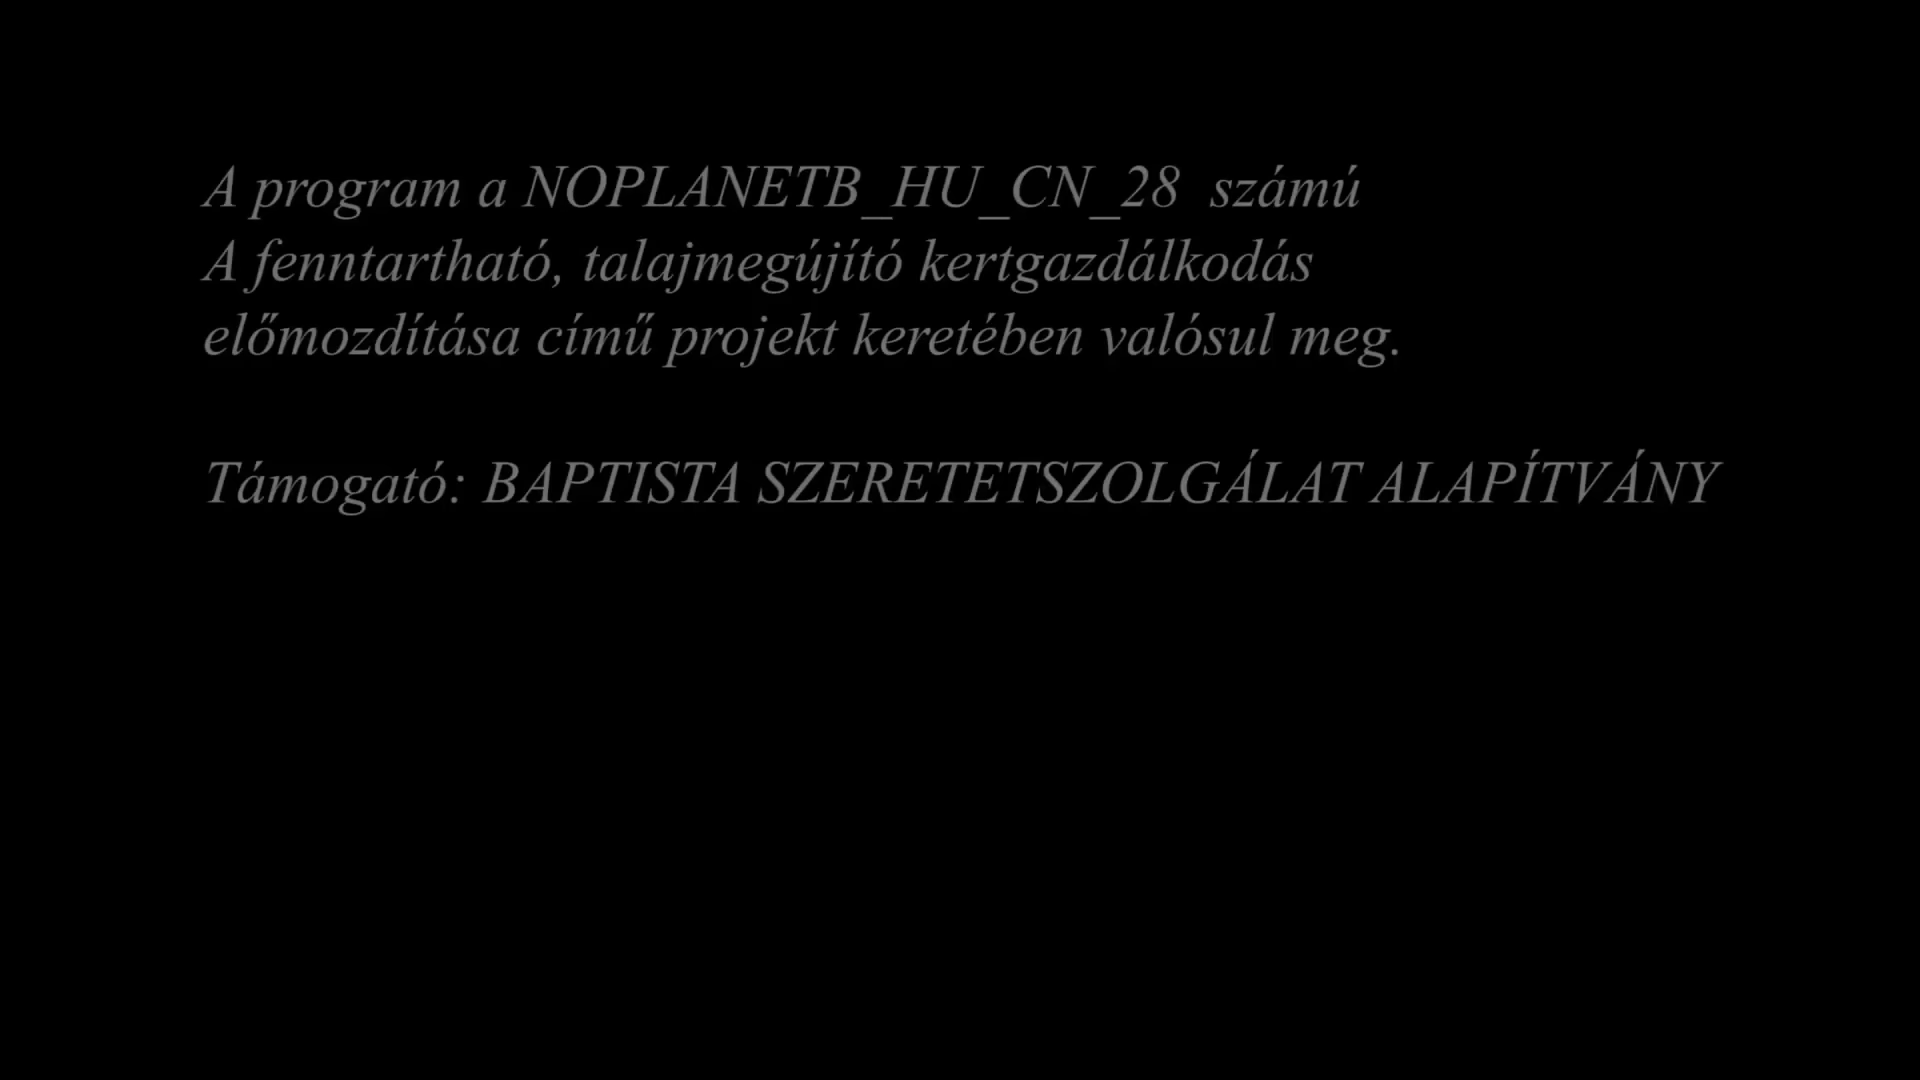 A program a NOPLANETB_HU_CN_28 számú
A fenntartható, talajmegújító kertgazdálkodás
előmozdítása című projekt keretében valósul meg.
Támogató: BAPTISTA SZERETETSZOLGÁLAT ALAPÍTVÁNY